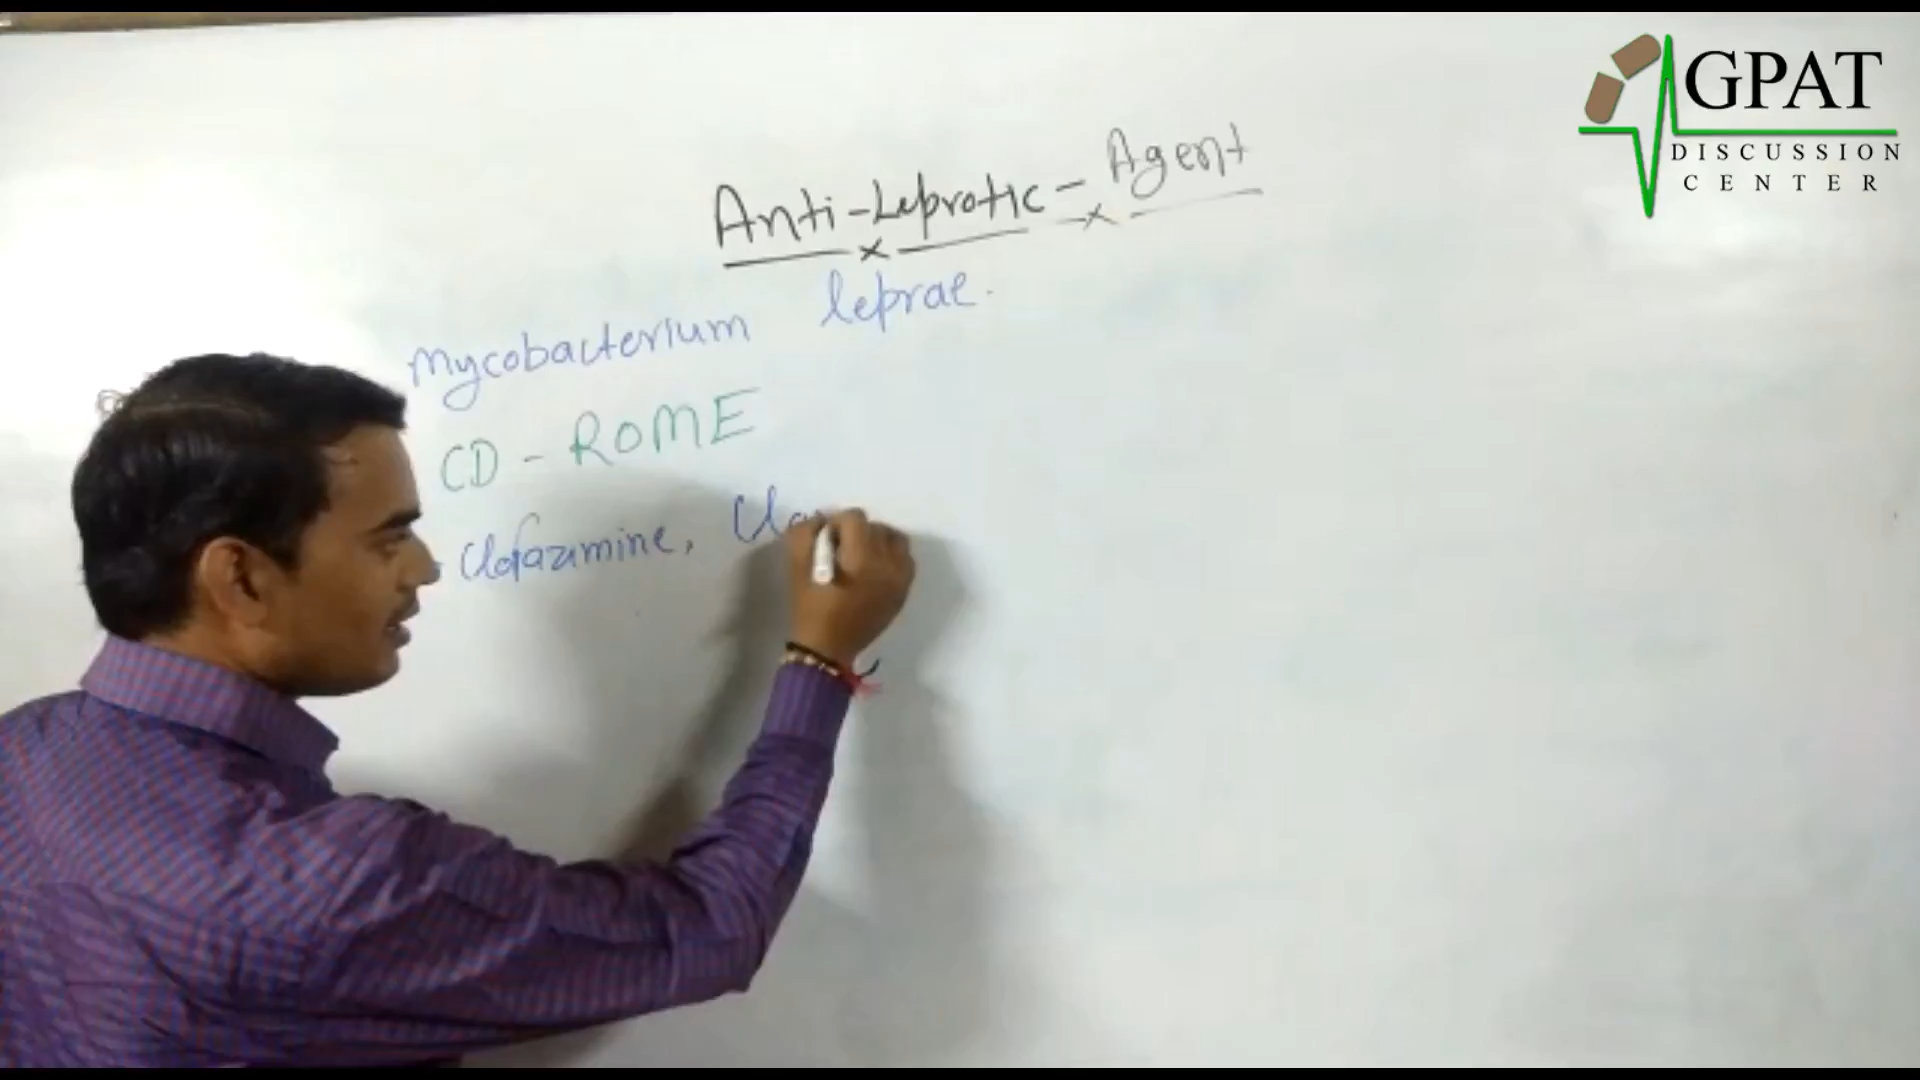 GPAT
DISCUSSION
CENTER
Anti-Leprotic-Agent
Mycobacterium leprae.
CD-ROME
Clofazimine,